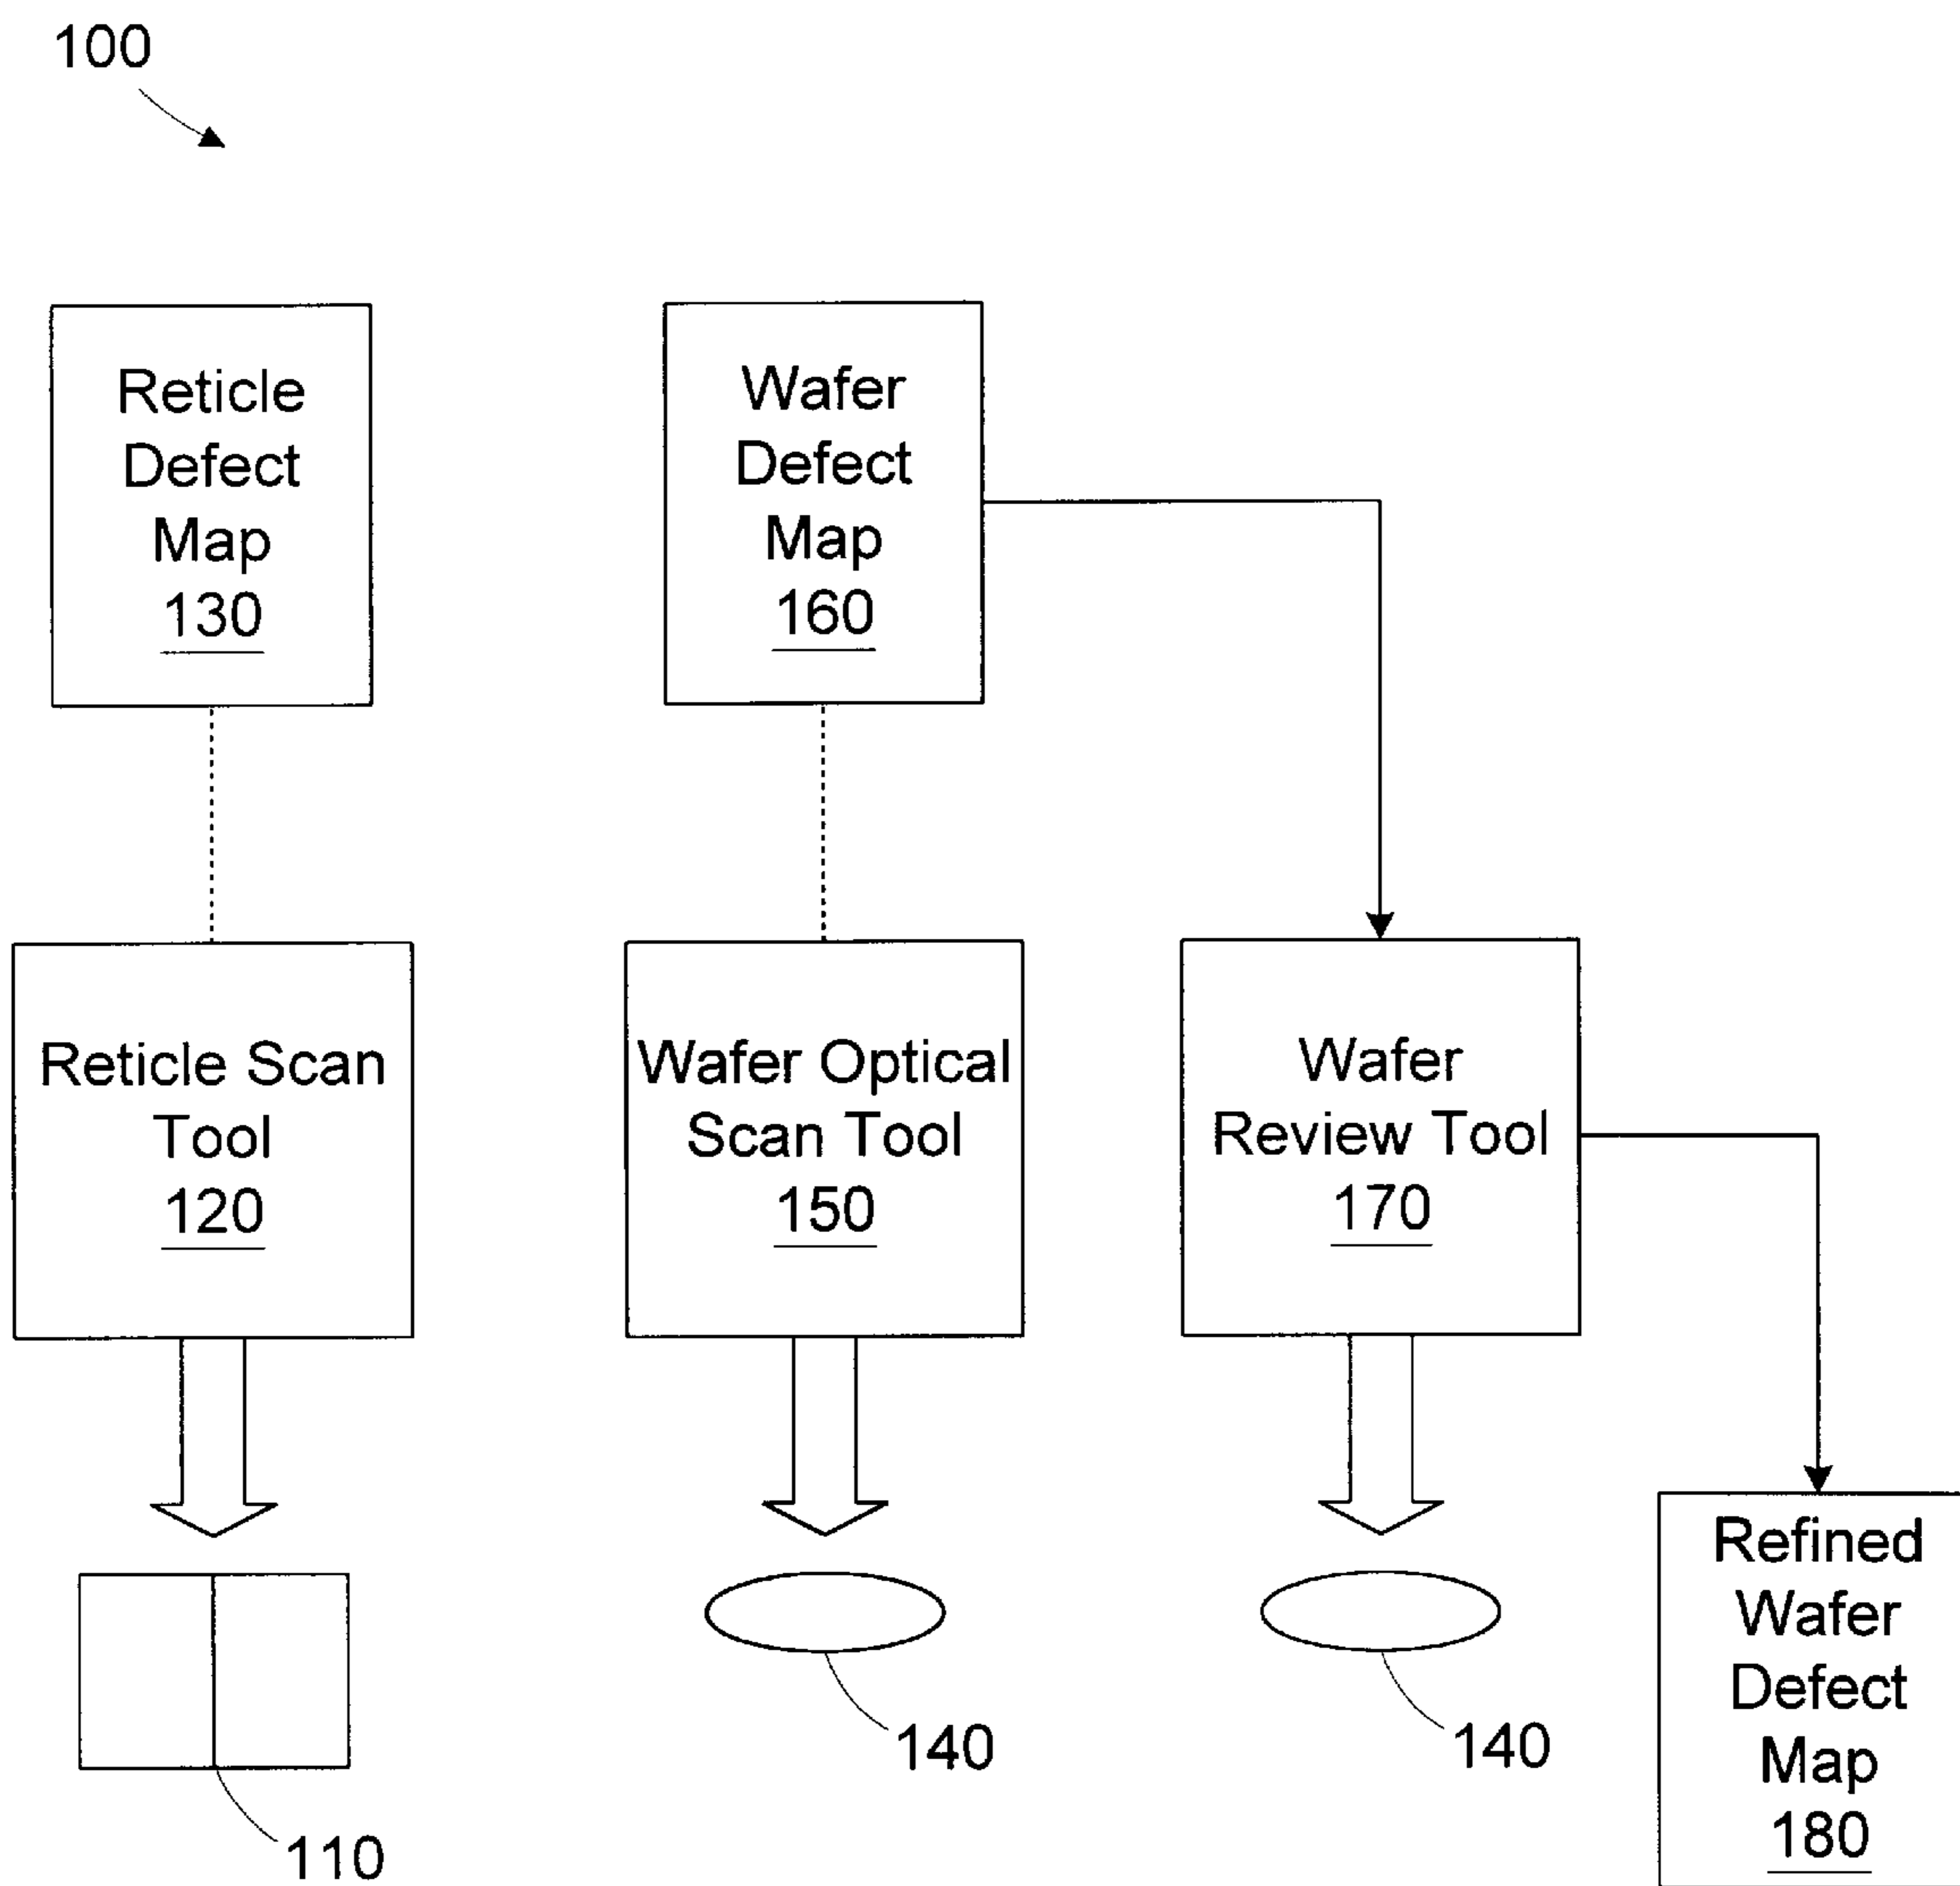 100
Reticle
Defect
Map
130
Wafer
Defect
Map
160
Reticle Scan
Tool
120
Wafer Optical
Scan Tool
150
Wafer
Review Tool
170
Refined
Wafer
Defect
Map
180
140
140
110